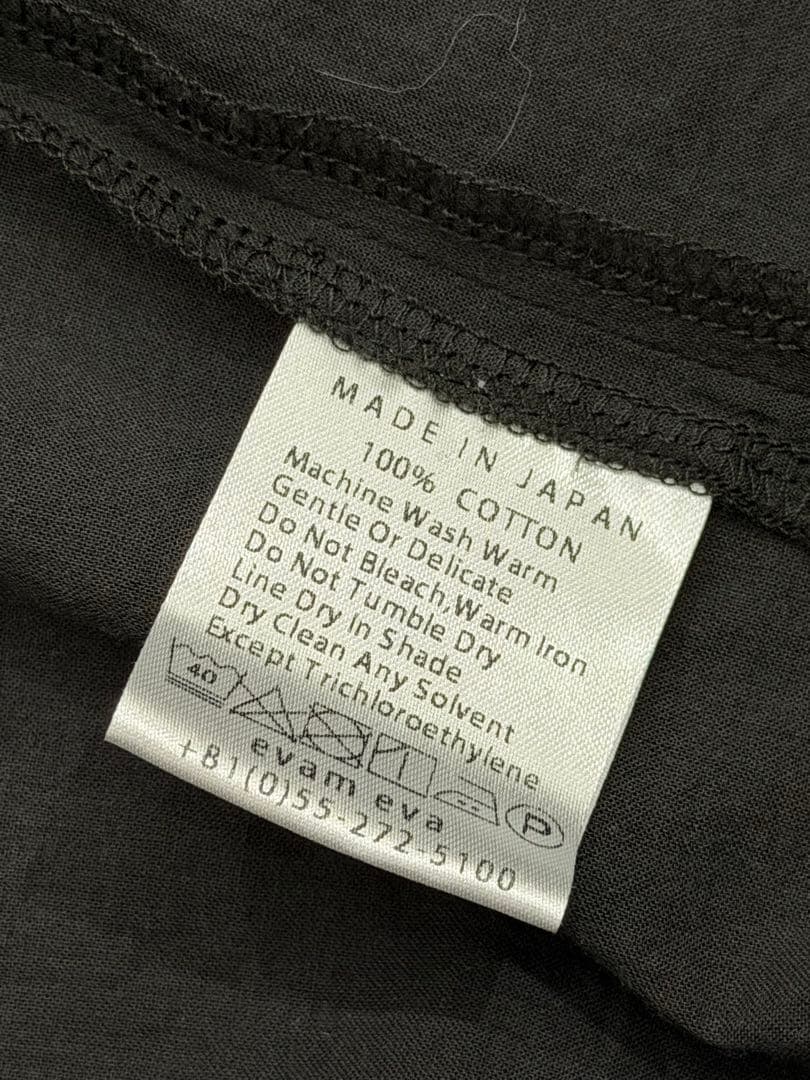 MADE IN JAPAN
100% COTTON
Machine Wash Warm
Gentle Or Delicate
Do Not Bleach,Warm Iron
Do Not Tumble Dry
Line Dry In Shade
Dry Clean Any Solvent
Except Trichloroethylene
40 P
evam eva
+81(0)55-272-5100